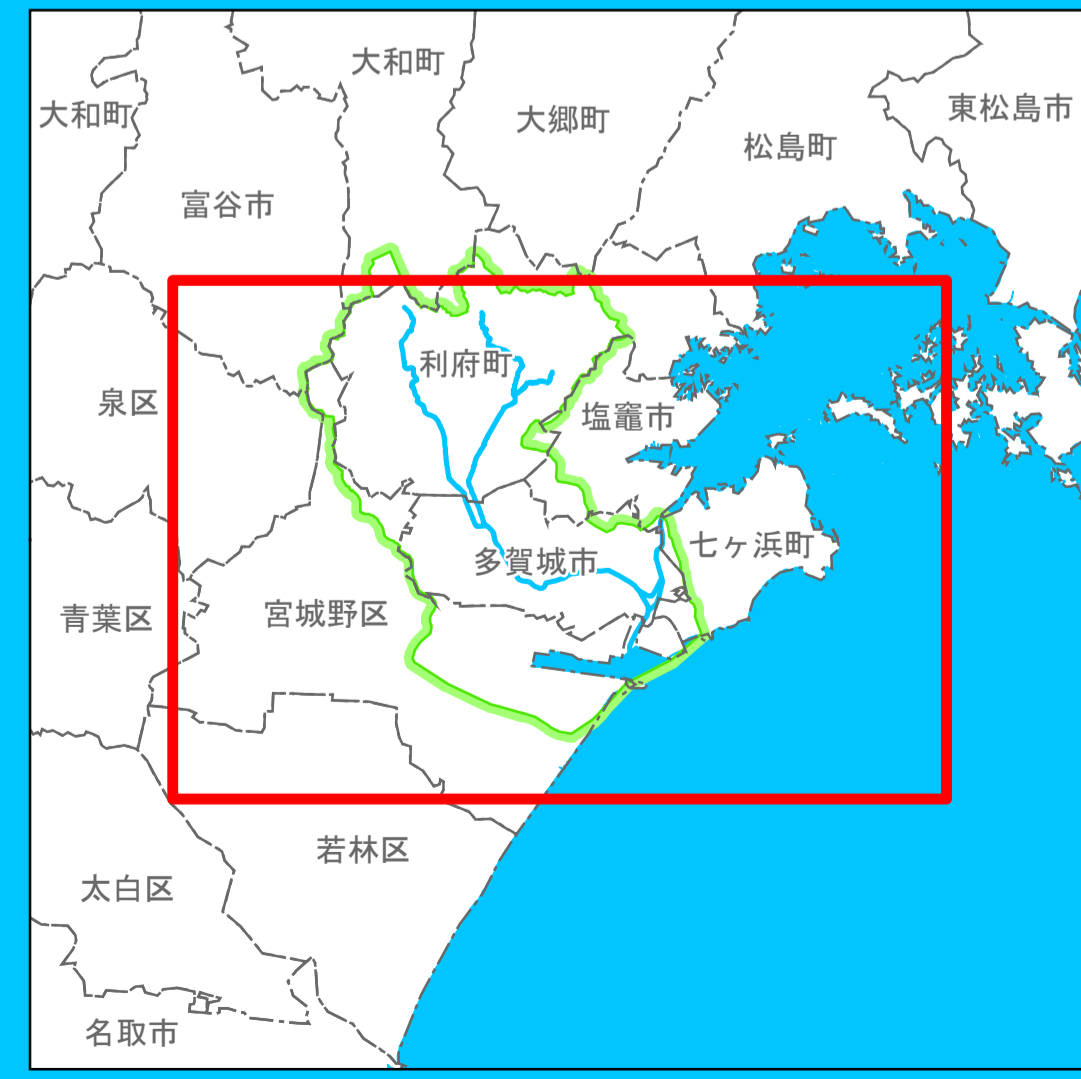 大和町
大和町
大郷町
東松島市
松島町
富谷市
利府町
泉区
塩竈市
七ヶ浜町
多賀城市
青葉区
宮城野区
若林区
太白区
名取市